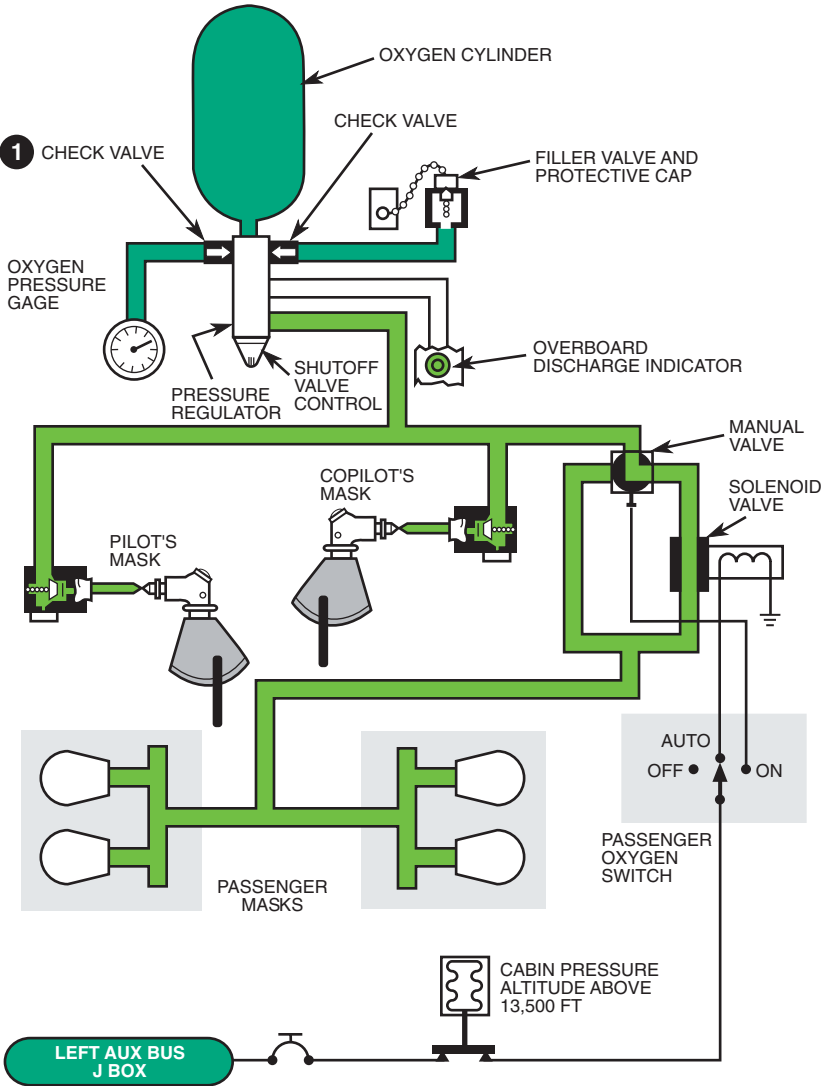 OXYGEN CYLINDER
1 CHECK VALVE
CHECK VALVE
FILLER VALVE AND
PROTECTIVE CAP
OXYGEN
PRESSURE
GAGE
PRESSURE
REGULATOR
SHUTOFF
VALVE
CONTROL
OVERBOARD
DISCHARGE INDICATOR
MANUAL
VALVE
SOLENOID
VALVE
COPILOT'S
MASK
PILOT'S
MASK
AUTO
OFF
ON
PASSENGER
OXYGEN
SWITCH
PASSENGER
MASKS
CABIN PRESSURE
ALTITUDE ABOVE
13,500 FT
LEFT AUX BUS
J BOX